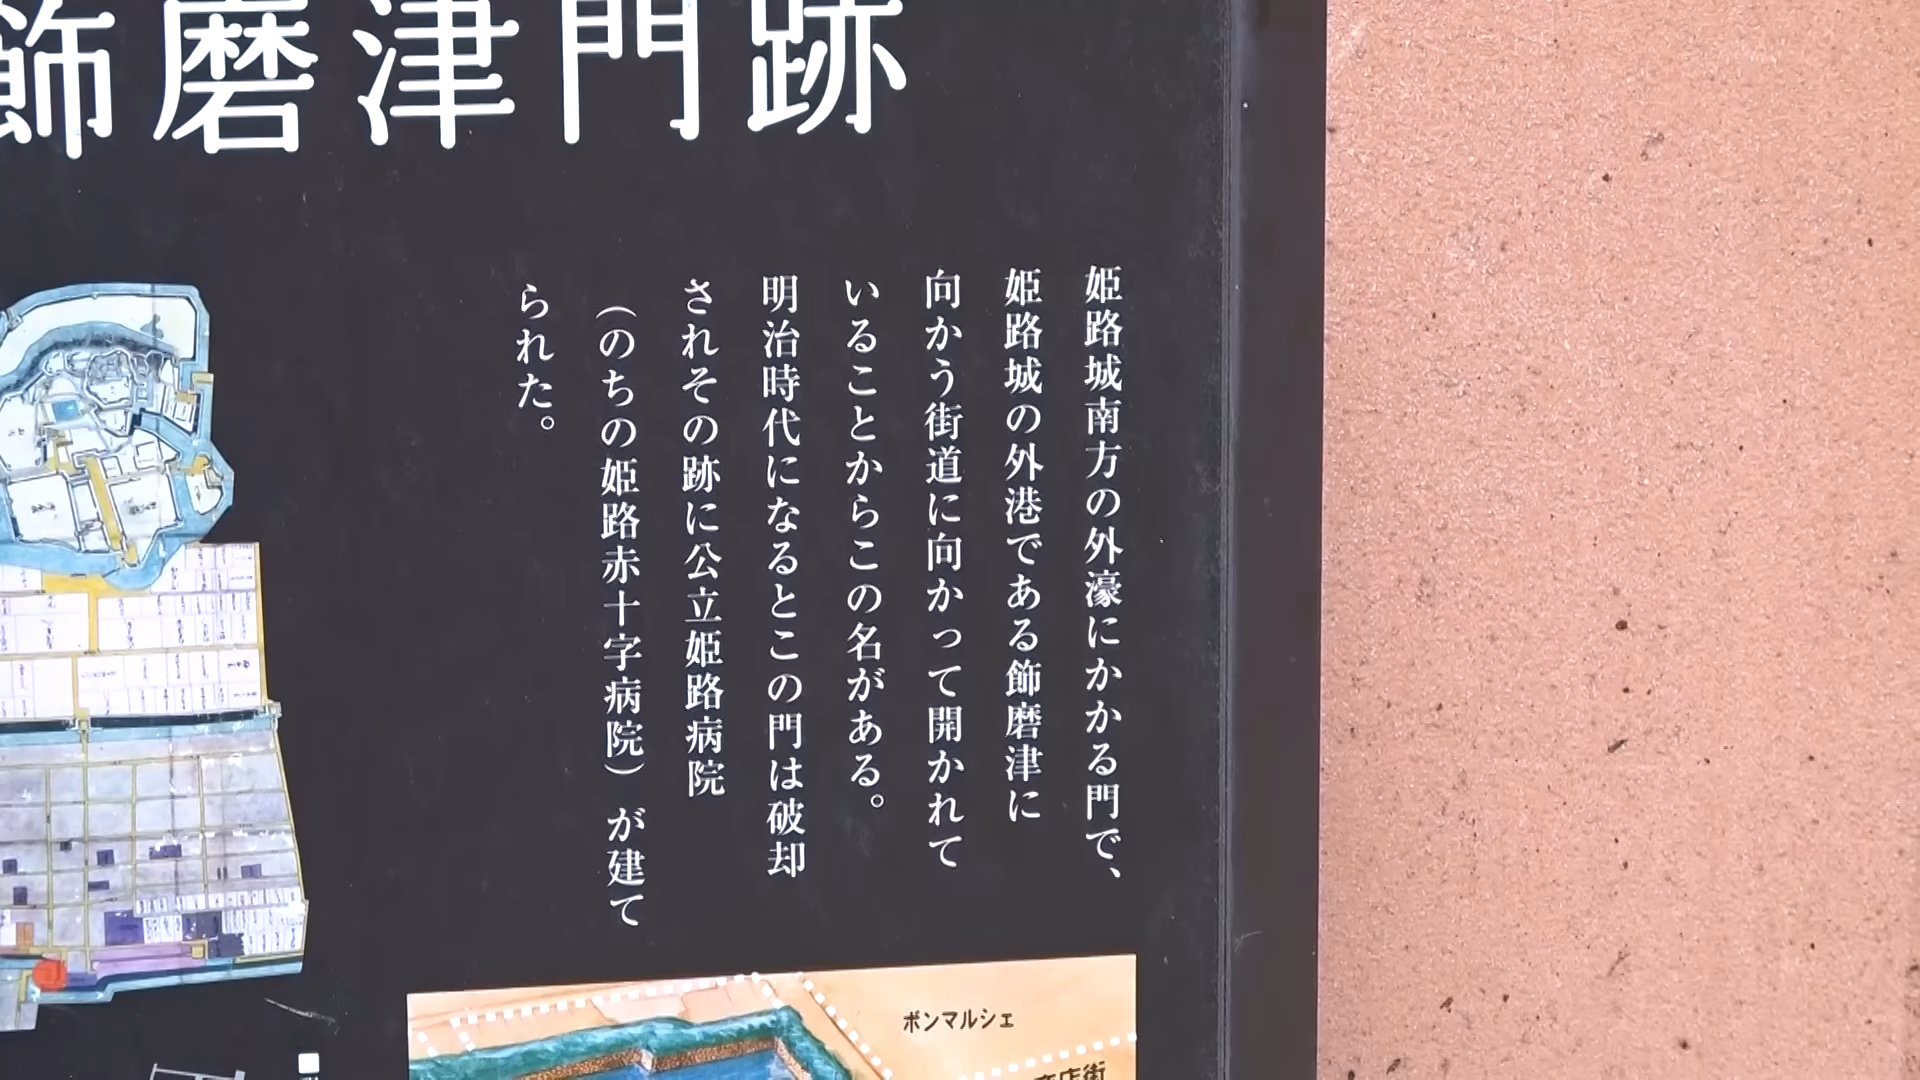 飾磨津門跡
姫路城南方の外濠にかかる門で、
姫路城の外港である飾磨津に
向かう街道に向かって開かれて
いることからこの名がある。
明治時代になるとこの門は破却
されその跡に公立姫路病院
（のちの姫路赤十字病院）が建て
られた。
ボンマルシェ
商店街